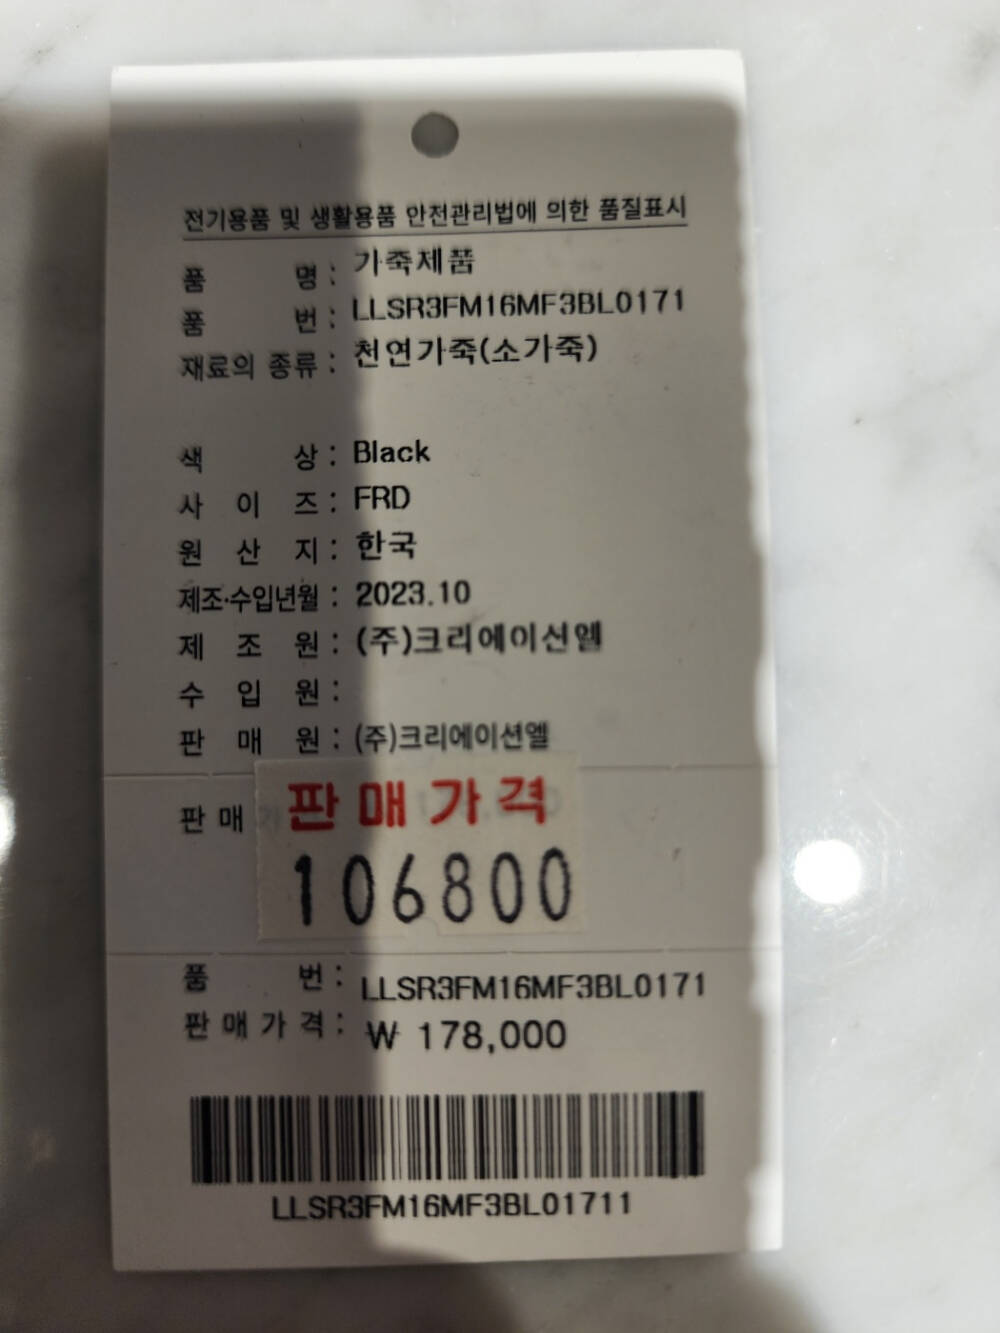 전기용품 및 생활용품 안전관리법에 의한 품질표시
품 명 : 가죽제품
품 번 : LLSR3FM16MF3BL0171
재료의 종류 : 천연가죽(소가죽)
색 상 : Black
사 이 즈 : FRD
원 산 지 : 한국
제조·수입년월 : 2023.10
제 조 원 : (주)크리에이션엘
수 입 원 :
판 매 원 : (주)크리에이션엘
판 매 판매가격
106800
품 번 : LLSR3FM16MF3BL0171
판 매 가 격 : ₩ 178,000
LLSR3FM16MF3BL01711